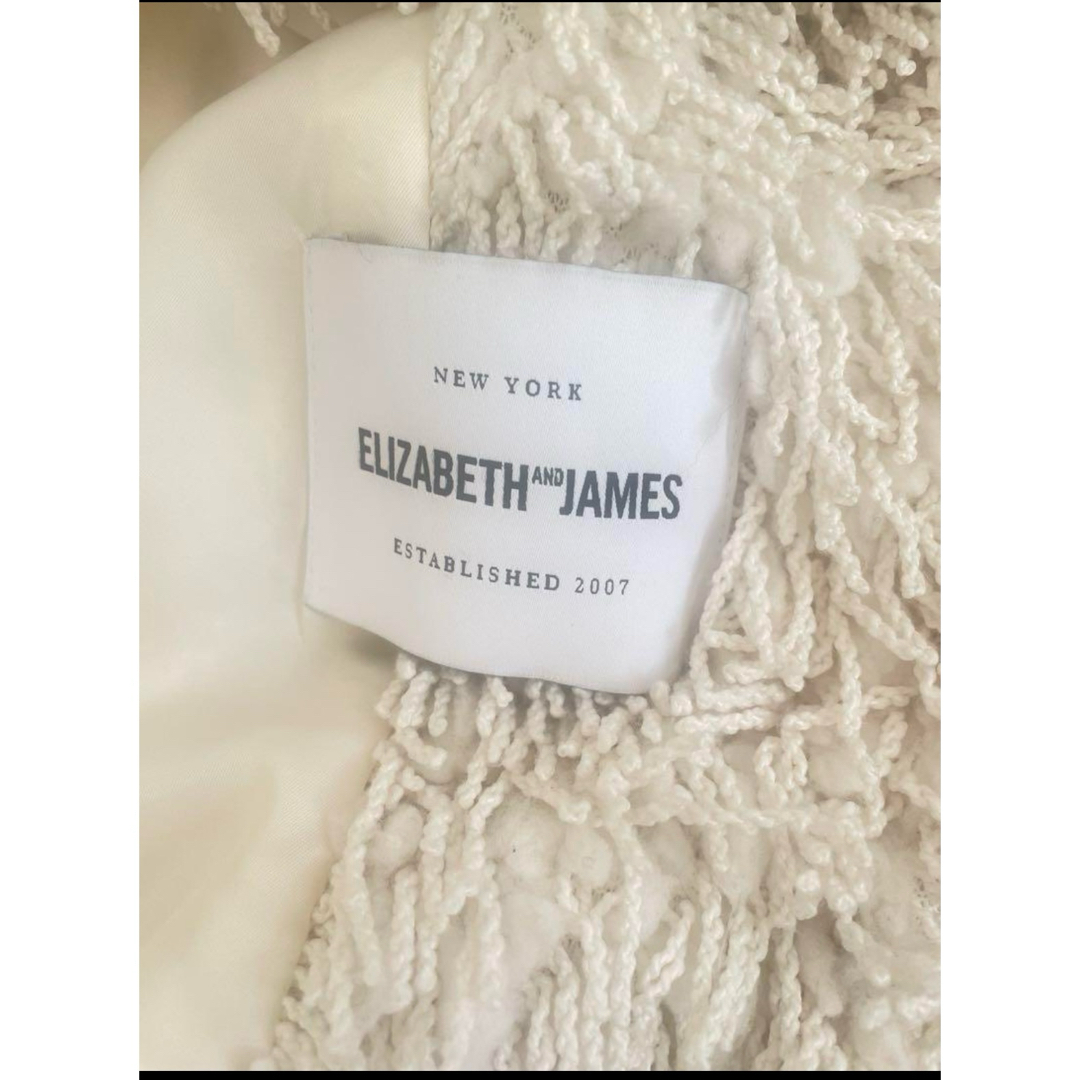 NEW YORK
ELIZABETH AND JAMES
ESTABLISHED 2007